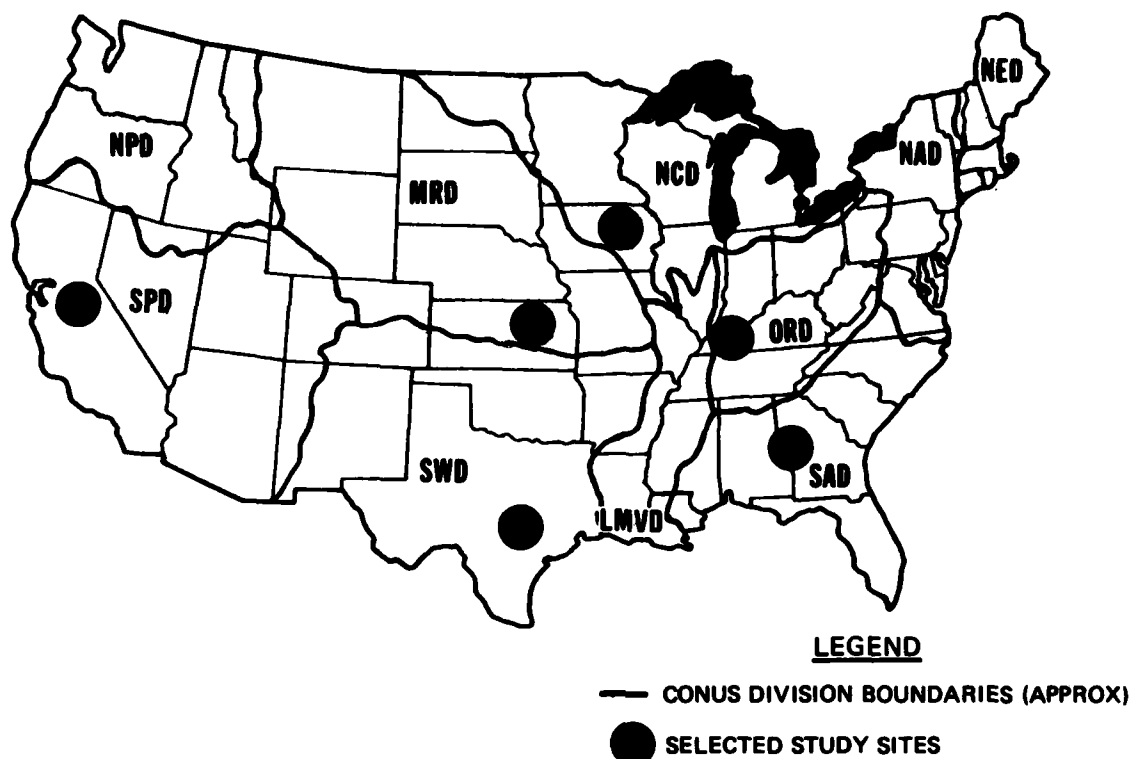 NED
NPD
NAD
NCD
MRD
SPD
ORD
SWD
SAD
LMVD
LEGEND
CONUS DIVISION BOUNDARIES (APPROX)
SELECTED STUDY SITES